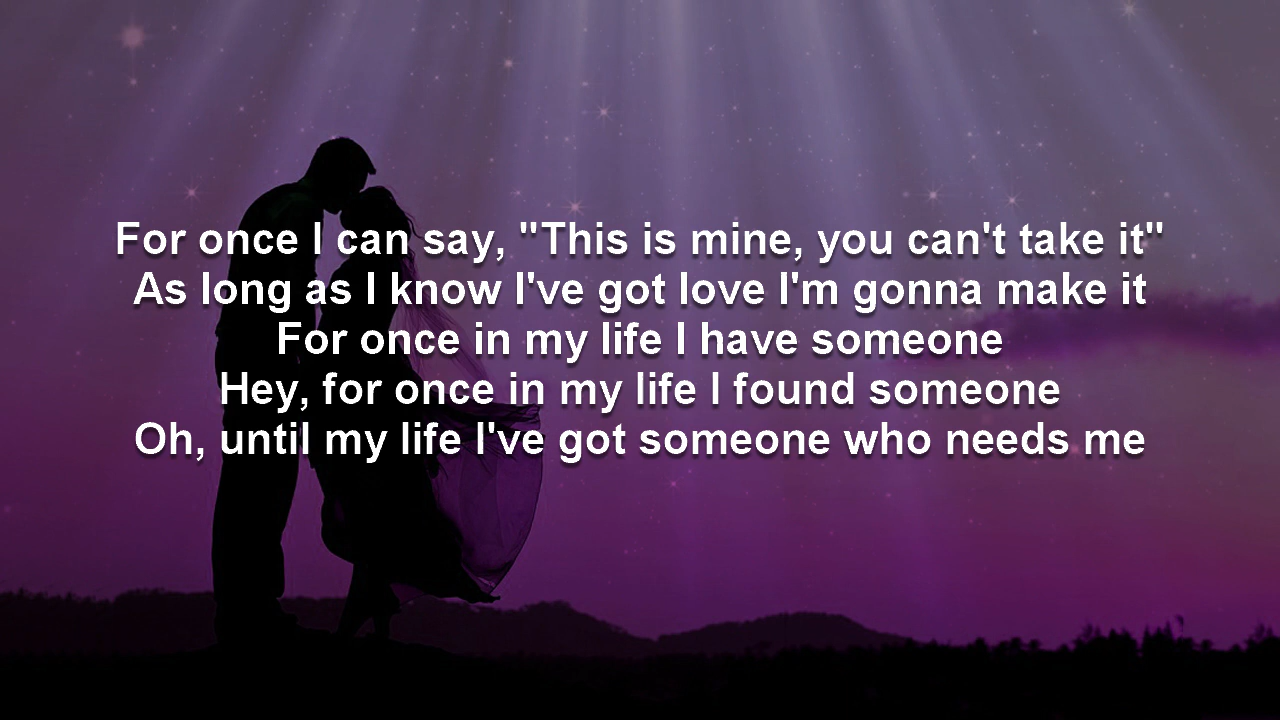 For once I can say, "This is mine, you can't take it"
As long as I know I've got love I'm gonna make it
For once in my life I have someone
Hey, for once in my life I found someone
Oh, until my life I've got someone who needs me